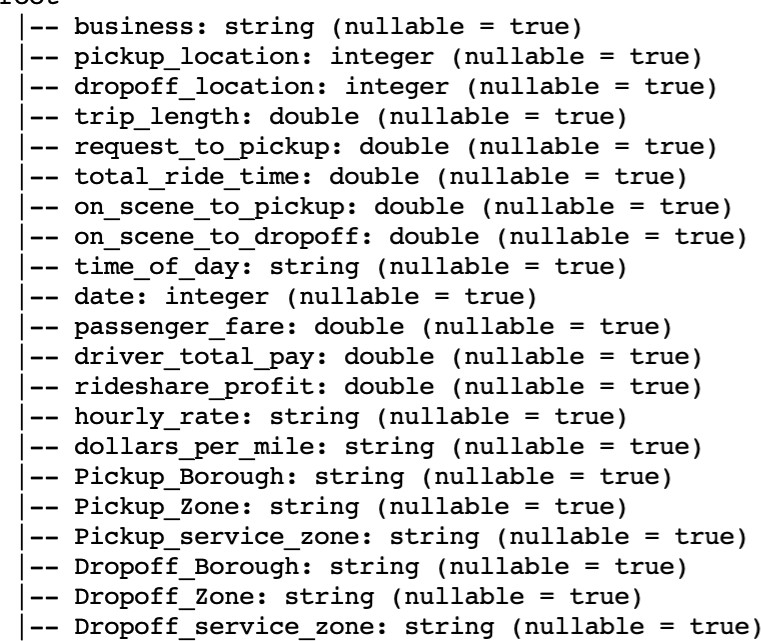 |-- business: string (nullable = true)
|-- pickup_location: integer (nullable = true)
|-- dropoff_location: integer (nullable = true)
|-- trip_length: double (nullable = true)
|-- request_to_pickup: double (nullable = true)
|-- total_ride_time: double (nullable = true)
|-- on_scene_to_pickup: double (nullable = true)
|-- on_scene_to_dropoff: double (nullable = true)
|-- time_of_day: string (nullable = true)
|-- date: integer (nullable = true)
|-- passenger_fare: double (nullable = true)
|-- driver_total_pay: double (nullable = true)
|-- rideshare_profit: double (nullable = true)
|-- hourly_rate: string (nullable = true)
|-- dollars_per_mile: string (nullable = true)
|-- Pickup_Borough: string (nullable = true)
|-- Pickup_Zone: string (nullable = true)
|-- Pickup_service_zone: string (nullable = true)
|-- Dropoff_Borough: string (nullable = true)
|-- Dropoff_Zone: string (nullable = true)
|-- Dropoff_service_zone: string (nullable = true)